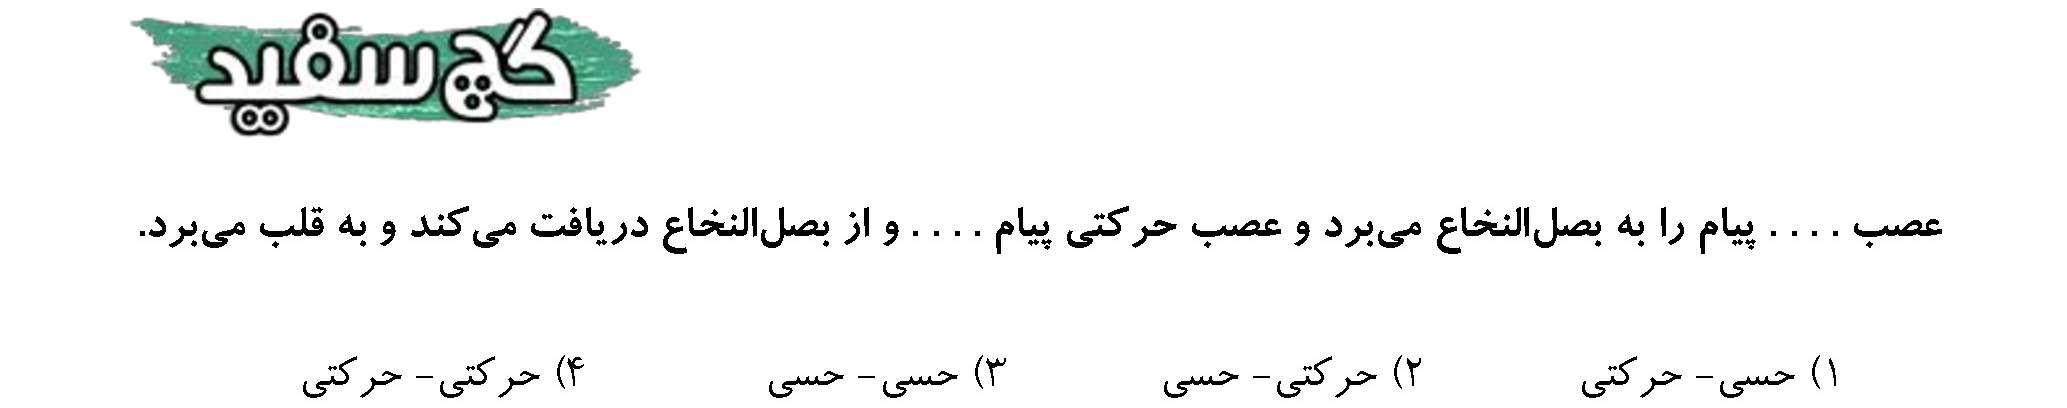 گچ سفید
عصب .... پیام را به بصل‌النخاع می‌برد و عصب حرکتی پیام .... و از بصل‌النخاع دریافت می‌کند و به قلب می‌برد.
۱) حسی- حرکتی ۲) حرکتی- حسی ۳) حسی- حسی ۴) حرکتی- حرکتی